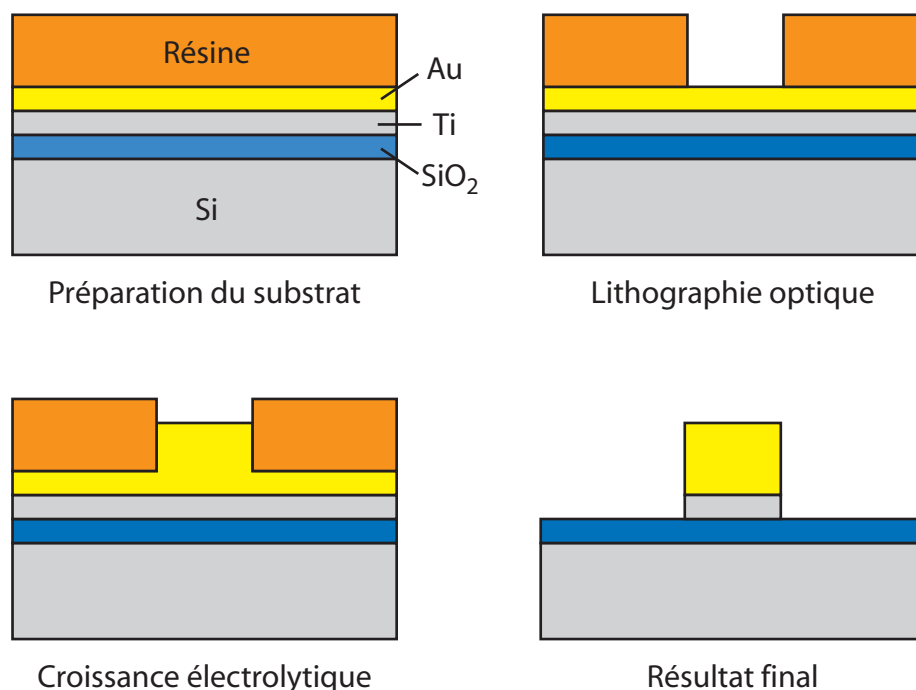 Résine
Au
Ti
SiO₂
Si
Préparation du substrat
Lithographie optique
Croissance électrolytique
Résultat final